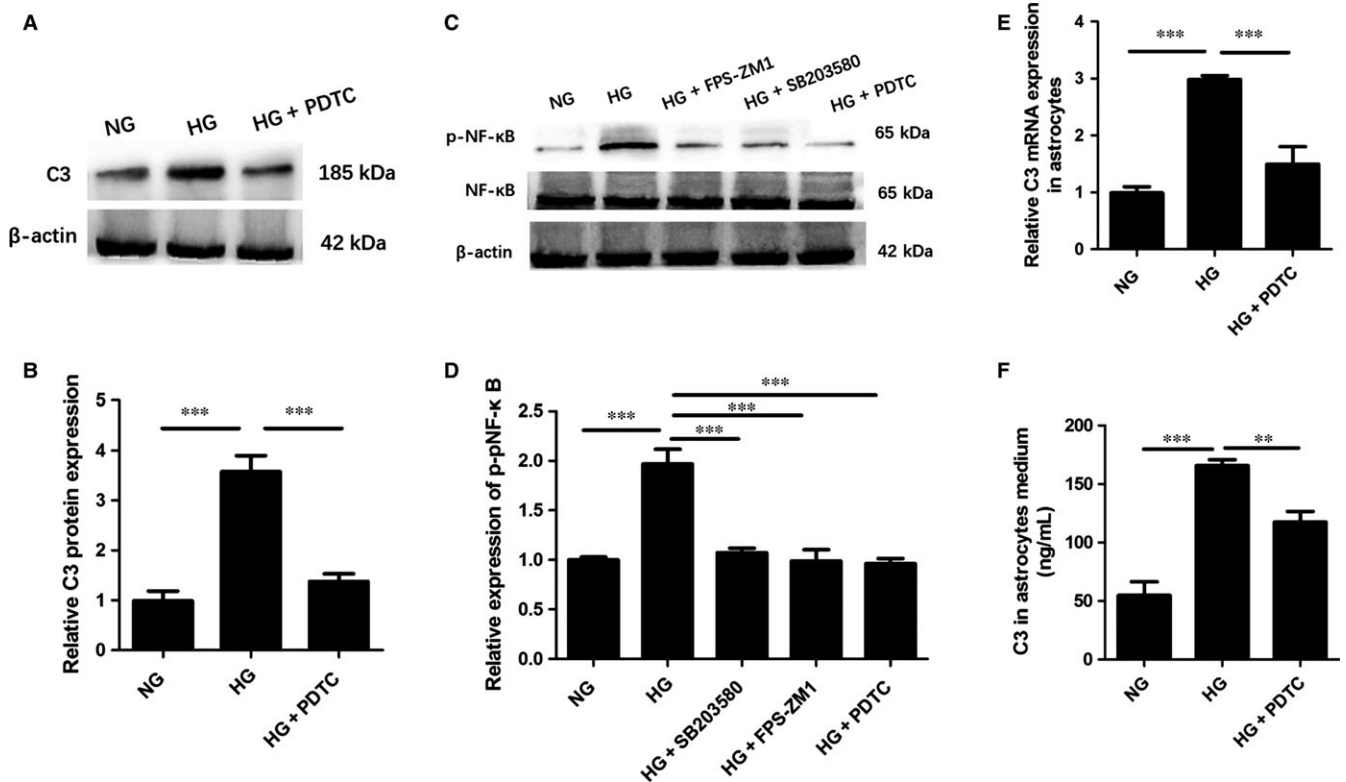 A
NG
HG
HG + PDTC
C3
185 kDa
β-actin
42 kDa
B
Relative C3 protein expression
5
4
3
2
1
0
***
***
NG
HG
HG + PDTC
C
NG
HG
HG + FPS-ZM1
HG + SB203580
HG + PDTC
p-NF-κB
65 kDa
NF-κB
65 kDa
β-actin
42 kDa
D
Relative expression of p-pNF-κ B
2.5
2.0
1.5
1.0
0.5
0.0
***
***
***
***
NG
HG
HG + SB203580
HG + FPS-ZM1
HG + PDTC
E
Relative C3 mRNA expression
in astrocytes
4
3
2
1
0
***
***
NG
HG
HG + PDTC
F
C3 in astrocytes medium
(ng/mL)
200
150
100
50
0
***
**
NG
HG
HG + PDTC